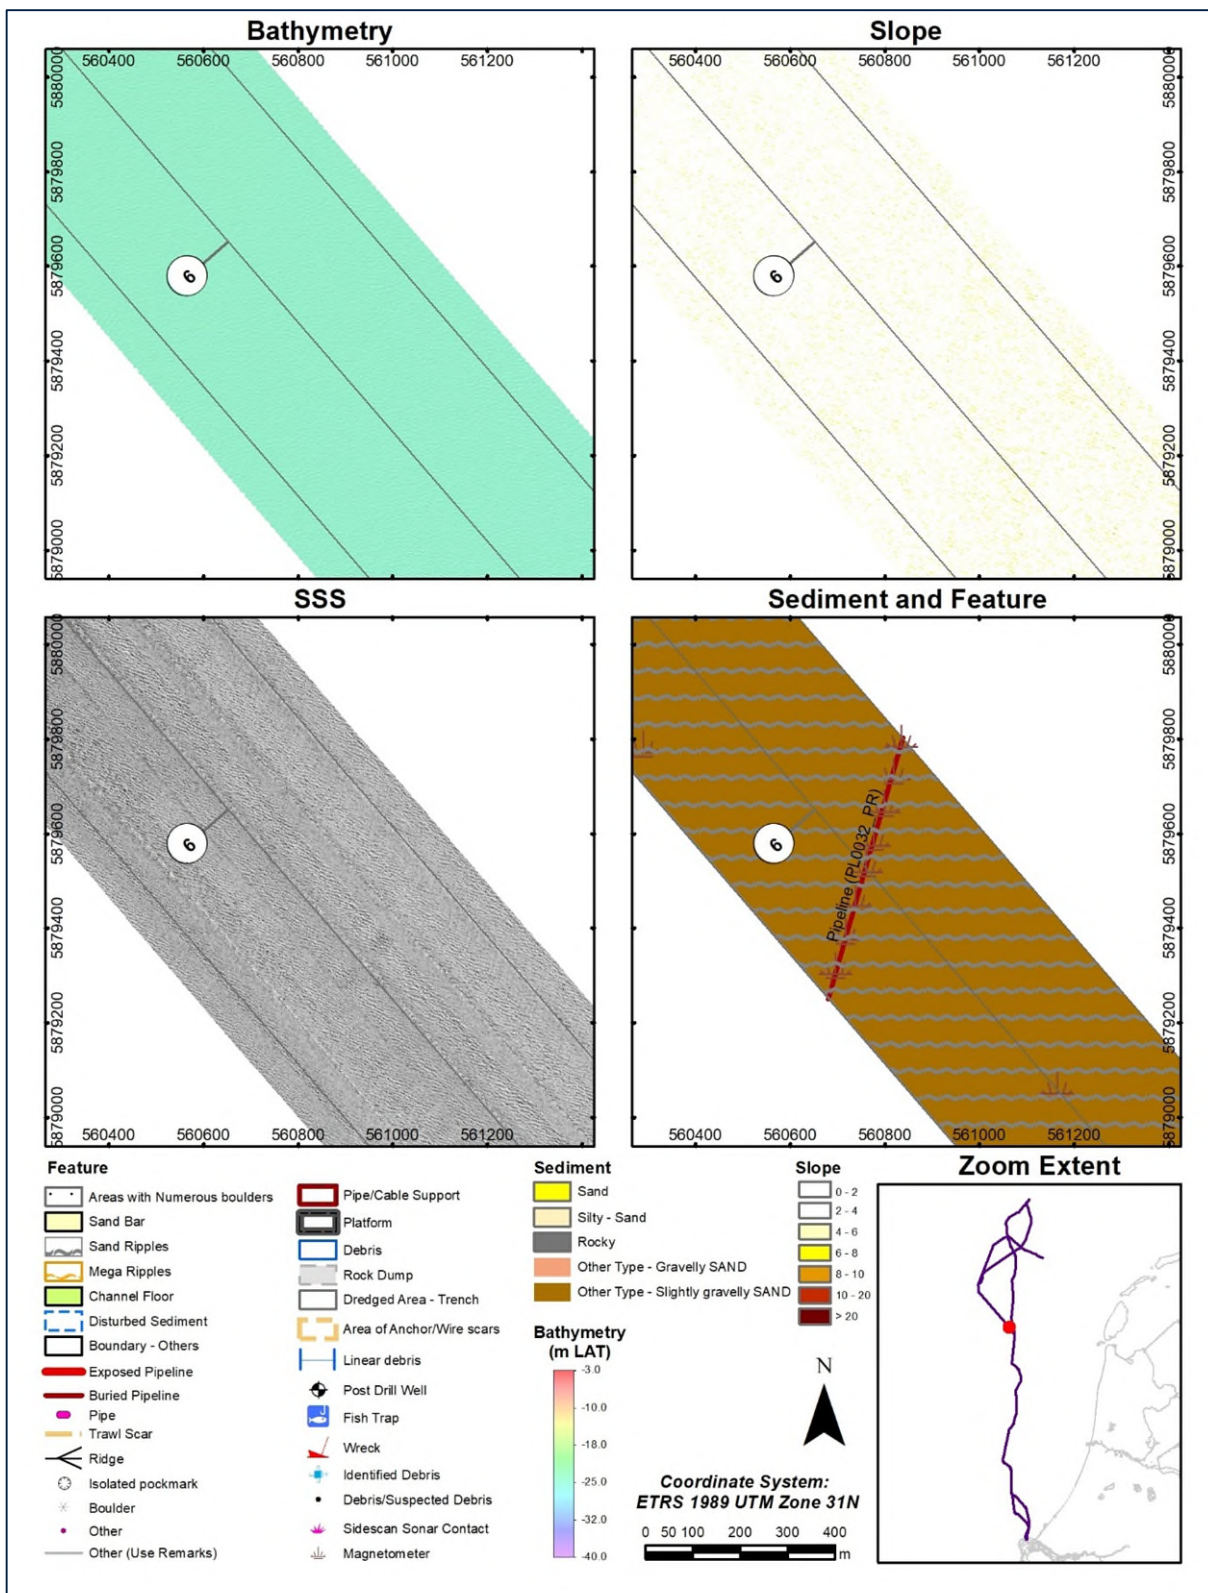 Bathymetry
560400 560600 560800 561000 561200
5880000
5879800
5879600
5879400
5879200
5879000
6
Slope
560400 560600 560800 561000 561200
5880000
5879800
5879600
5879400
5879200
5879000
6
SSS
5880000
5879800
5879600
5879400
5879200
5879000
6
560400 560600 560800 561000 561200
Sediment and Feature
5880000
5879800
5879600
5879400
5879200
5879000
6
Pipeline (PL0032_PR)
560400 560600 560800 561000 561200
Feature
Areas with Numerous boulders
Sand Bar
Sand Ripples
Mega Ripples
Channel Floor
Disturbed Sediment
Boundary - Others
Exposed Pipeline
Buried Pipeline
Pipe
Trawl Scar
Ridge
Isolated pockmark
Boulder
Other
Other (Use Remarks)
Pipe/Cable Support
Platform
Debris
Rock Dump
Dredged Area - Trench
Area of Anchor/Wire scars
Linear debris
Post Drill Well
Fish Trap
Wreck
Identified Debris
Debris/Suspected Debris
Sidescan Sonar Contact
Magnetometer
Sediment
Sand
Silty - Sand
Rocky
Other Type - Gravelly SAND
Other Type - Slightly gravelly SAND
Bathymetry
(m LAT)
-3.0
-10.0
-18.0
-25.0
-32.0
-40.0
Slope
0 - 2
2 - 4
4 - 6
6 - 8
8 - 10
10 - 20
> 20
N
Coordinate System:
ETRS 1989 UTM Zone 31N
0 50 100 200 300 400
m
Zoom Extent